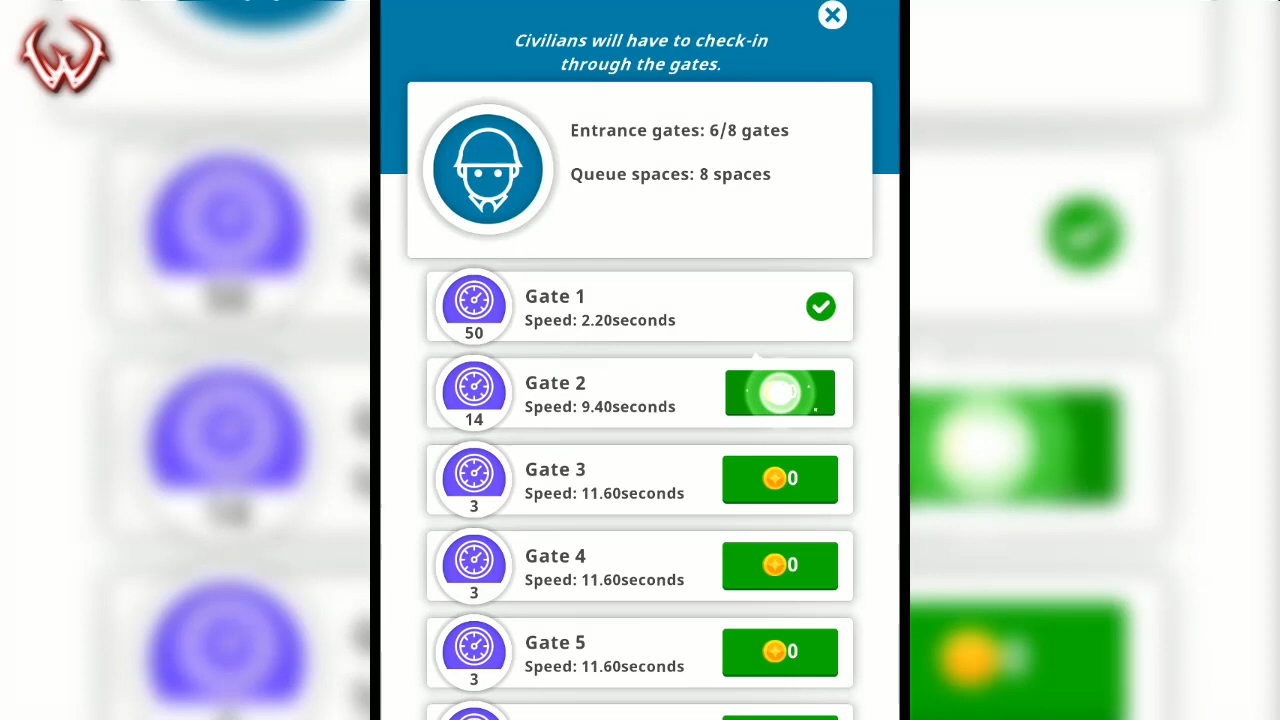 W
Civilians will have to check-in
through the gates.
Entrance gates: 6/8 gates
Queue spaces: 8 spaces
Gate 1
Speed: 2.20seconds
50
Gate 2
Speed: 9.40seconds
14
Gate 3
Speed: 11.60seconds
3
0
Gate 4
Speed: 11.60seconds
3
0
Gate 5
Speed: 11.60seconds
3
0